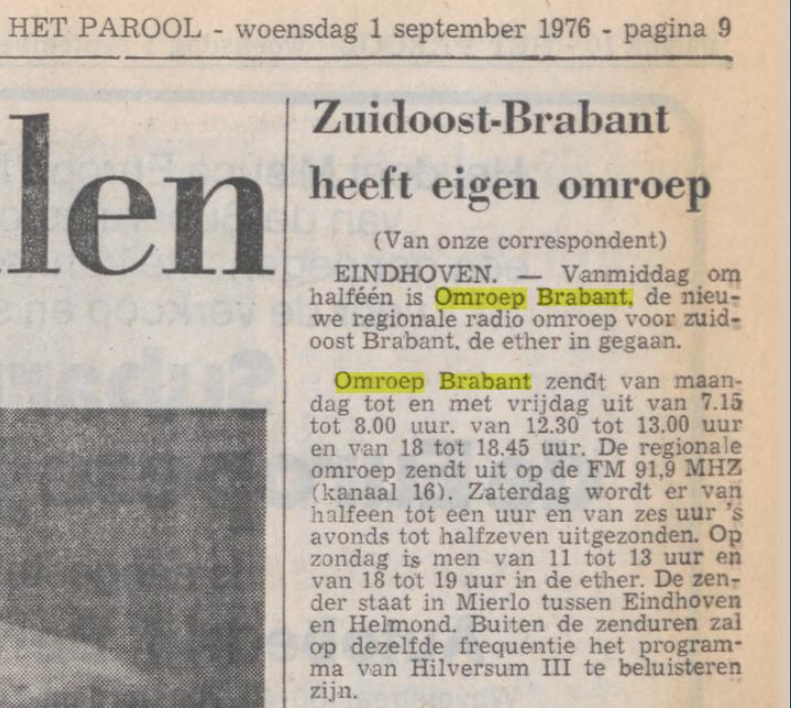 HET PAROOL - woensdag 1 september 1976 - pagina 9
len
Zuidoost-Brabant
heeft eigen omroep
(Van onze correspondent)
EINDHOVEN. — Vanmiddag om
halféén is Omroep Brabant, de nieu-
we regionale radio omroep voor zuid-
oost Brabant. de ether in gegaan.
Omroep Brabant zendt van maan-
dag tot en met vrijdag uit van 7.15
tot 8.00 uur. van 12.30 tot 13.00 uur
en van 18 tot 18.45 uur. De regionale
omroep zendt uit op de FM 91,9 MHZ
(kanaal 16). Zaterdag wordt er van
halfeen tot een uur en van zes uur 's
avonds tot halfzeven uitgezonden. Op
zondag is men van 11 tot 13 uur en
van 18 tot 19 uur in de ether. De zen-
der staat in Mierlo tussen Eindhoven
en Helmond. Buiten de zenduren zal
op dezelfde frequentie het program-
ma van Hilversum III te beluisteren
zijn.